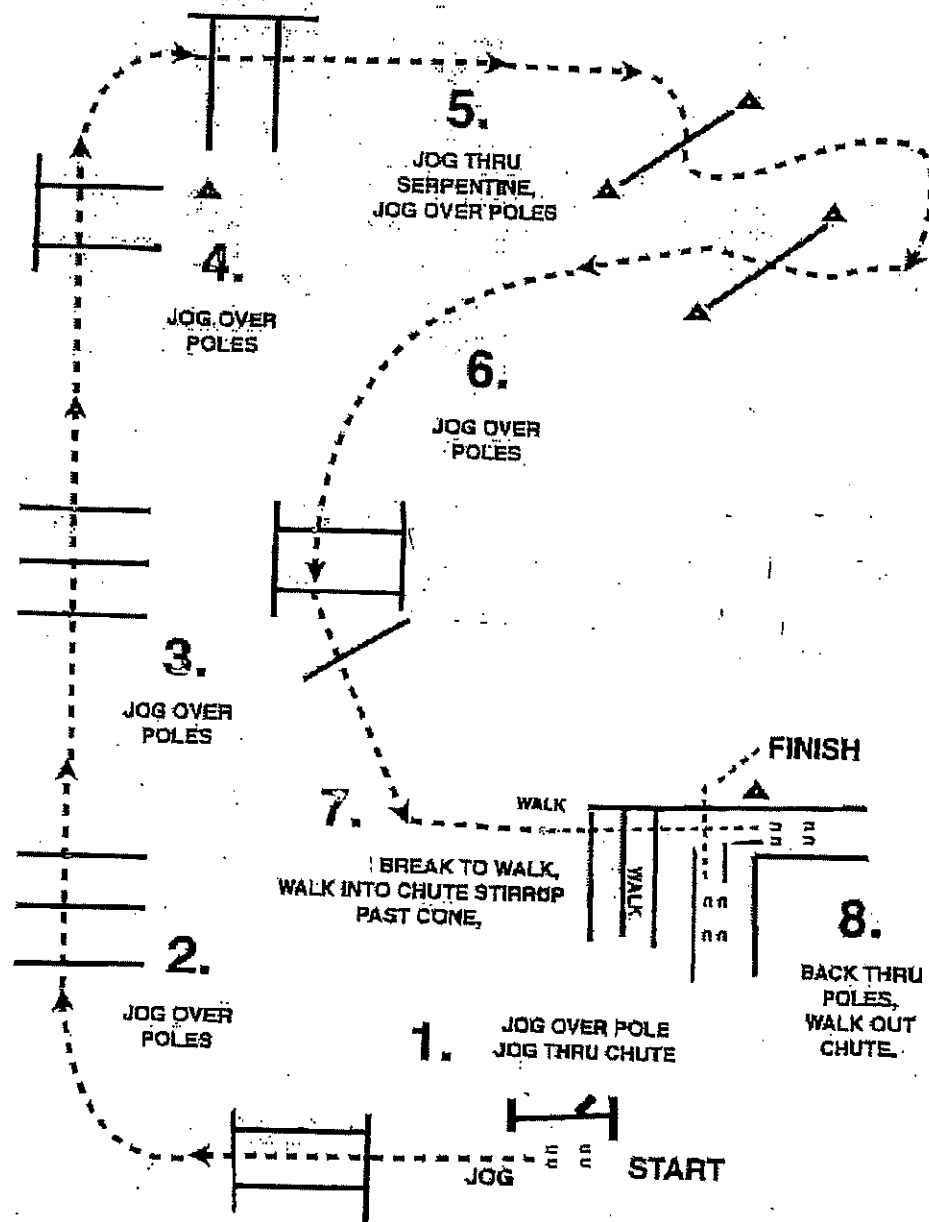 5.
JOG THRU
SERPENTINE,
JOG OVER POLES
4.
JOG OVER
POLES
6.
JOG OVER
POLES
3.
JOG OVER
POLES
FINISH
7.
WALK
BREAK TO WALK,
WALK INTO CHUTE STIRROP
PAST CONE,
WALK
8.
BACK THRU
POLES,
WALK OUT
CHUTE.
2.
JOG OVER
POLES
1.
JOG OVER POLE
JOG THRU CHUTE
JOG
START